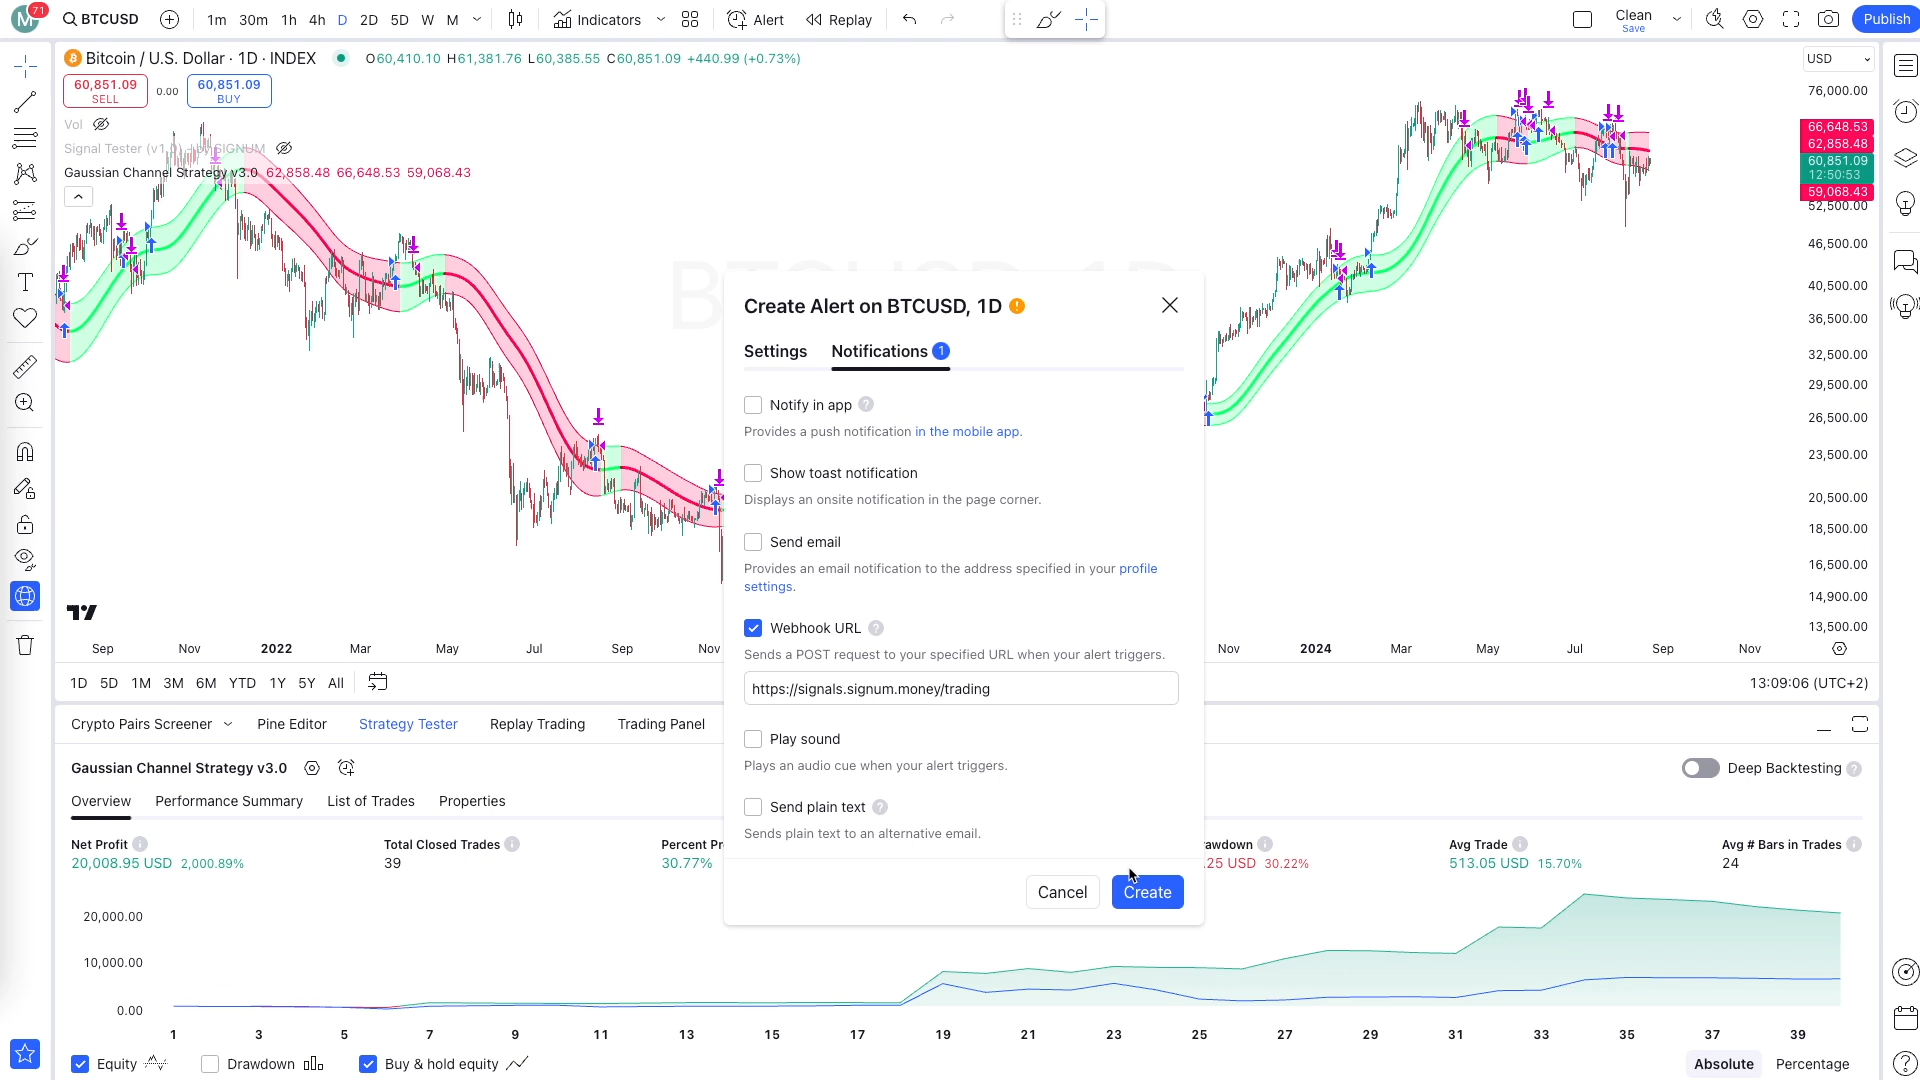 M 71 BTCUSD 1m 30m 1h 4h D 2D 5D W M Indicators Alert Replay Clean Save Publish
Bitcoin / U.S. Dollar · 1D · INDEX O60,410.10 H61,381.76 L60,385.55 C60,851.09 +440.99 (+0.73%) USD
60,851.09 SELL 0.00 60,851.09 BUY
Vol
Signal Tester (v1.0) - by SIGNUM
Gaussian Channel Strategy v3.0 62,858.48 66,648.53 59,068.43
76,000.00
66,648.53
62,858.48
60,851.09
12:50:53
59,068.43
52,500.00
46,500.00
40,500.00
36,500.00
32,500.00
29,500.00
26,500.00
23,500.00
20,500.00
18,500.00
16,500.00
14,900.00
13,500.00
Create Alert on BTCUSD, 1D
Settings Notifications 1
Notify in app ?
Provides a push notification in the mobile app.
Show toast notification
Displays an onsite notification in the page corner.
Send email
Provides an email notification to the address specified in your profile
settings.
Webhook URL ?
Sends a POST request to your specified URL when your alert triggers.
https://signals.signum.money/trading
Play sound
Plays an audio cue when your alert triggers.
Send plain text ?
Sends plain text to an alternative email.
Cancel Create
Sep Nov 2022 Mar May Jul Sep Nov Nov 2024 Mar May Jul Sep Nov
1D 5D 1M 3M 6M YTD 1Y 5Y All 13:09:06 (UTC+2)
Crypto Pairs Screener Pine Editor Strategy Tester Replay Trading Trading Panel
Gaussian Channel Strategy v3.0 Deep Backtesting ?
Overview Performance Summary List of Trades Properties
Net Profit Total Closed Trades Percent Pr awdown Avg Trade Avg # Bars in Trades
20,008.95 USD 2,000.89% 39 30.77% .25 USD 30.22% 513.05 USD 15.70% 24
20,000.00
10,000.00
0.00
1 3 5 7 9 11 13 15 17 19 21 23 25 27 29 31 33 35 37 39
Equity Drawdown Buy & hold equity Absolute Percentage